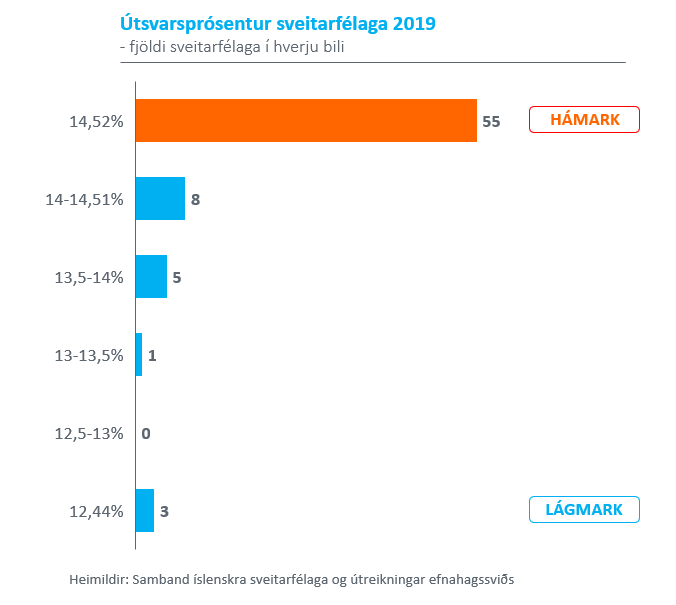 Útsvarsprósentur sveitarfélaga 2019
- fjöldi sveitarfélaga í hverju bili
14,52% 55 HÁMARK
14-14,51% 8
13,5-14% 5
13-13,5% 1
12,5-13% 0
12,44% 3 LÁGMARK
Heimildir: Samband íslenskra sveitarfélaga og útreikningar efnahagssviðs